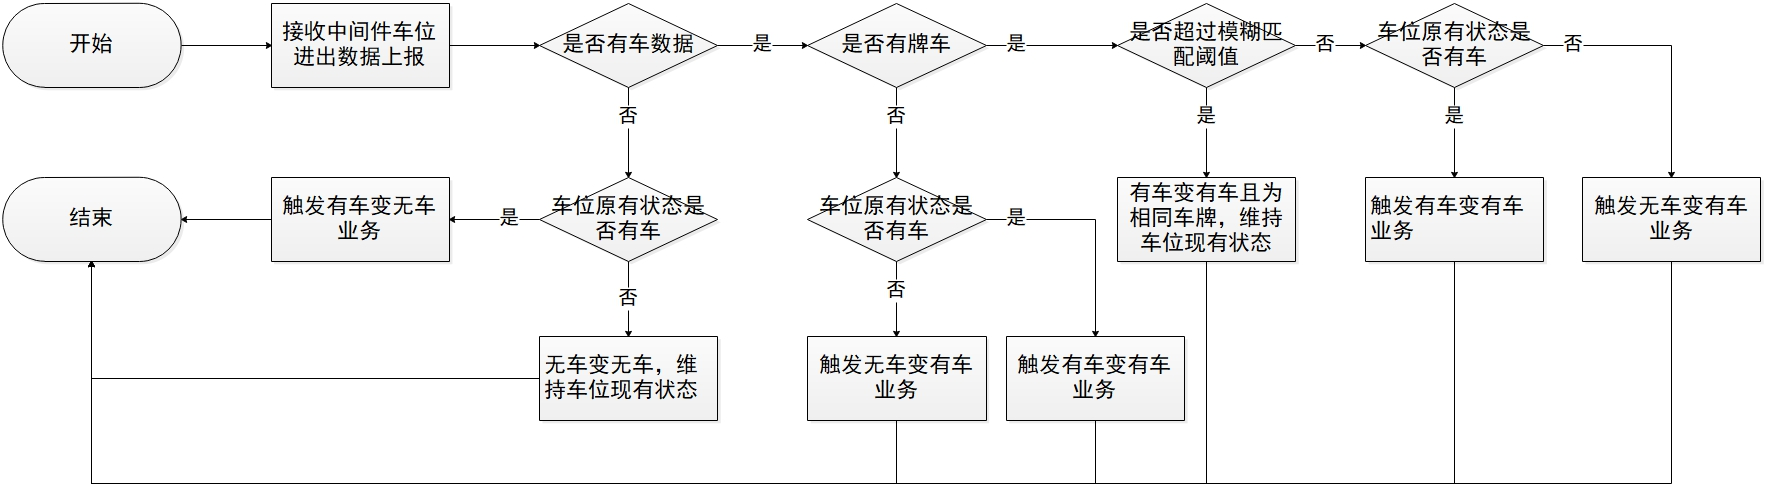 开始
接收中间件车位
进出数据上报
是否有车数据
是
是否有牌车
是
是否超过模糊匹
配阈值
否
车位原有状态是
否有车
否
否
否
是
是
结束
触发有车变无车
业务
是
车位原有状态是
否有车
车位原有状态是
否有车
是
有车变有车且为
相同车牌，维持
车位现有状态
触发有车变有车
业务
触发无车变有车
业务
否
否
无车变无车，维
持车位现有状态
触发无车变有车
业务
触发有车变有车
业务